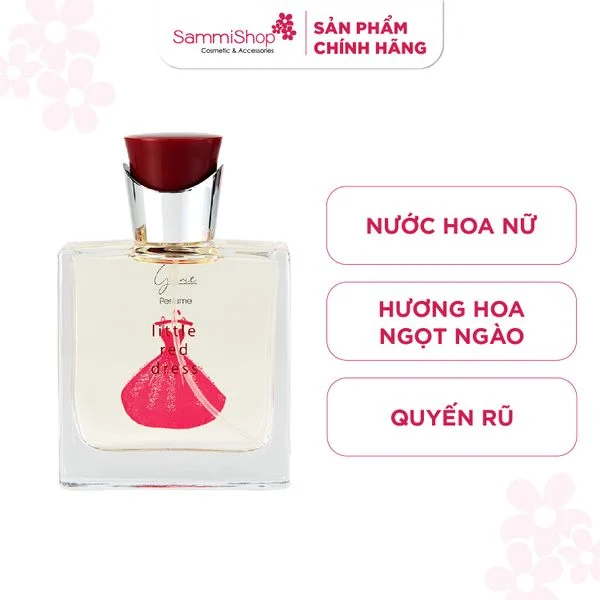 SammiShop
Cosmetic & Accessories
SẢN PHẨM
CHÍNH HÃNG
Perfume
little
red
dress
NƯỚC HOA NỮ
HƯƠNG HOA
NGỌT NGÀO
QUYẾN RŨ